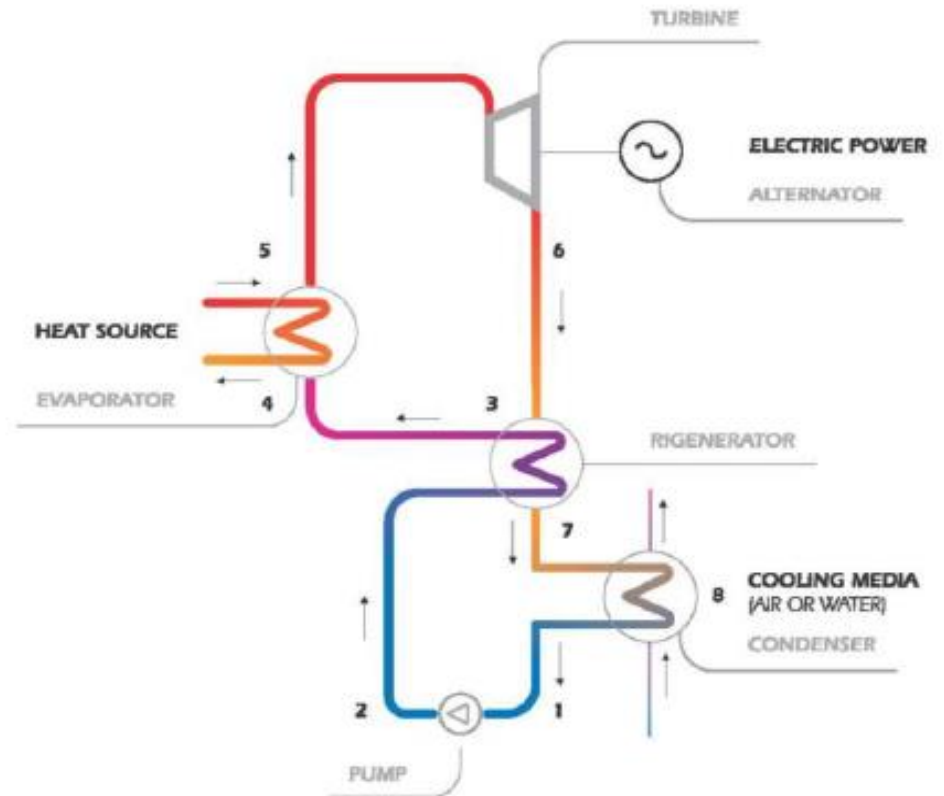 TURBINE
ELECTRIC POWER
ALTERNATOR
5
6
HEAT SOURCE
EVAPORATOR
4
3
RIGENERATOR
7
8
COOLING MEDIA
(AIR OR WATER)
CONDENSER
2
1
PUMP